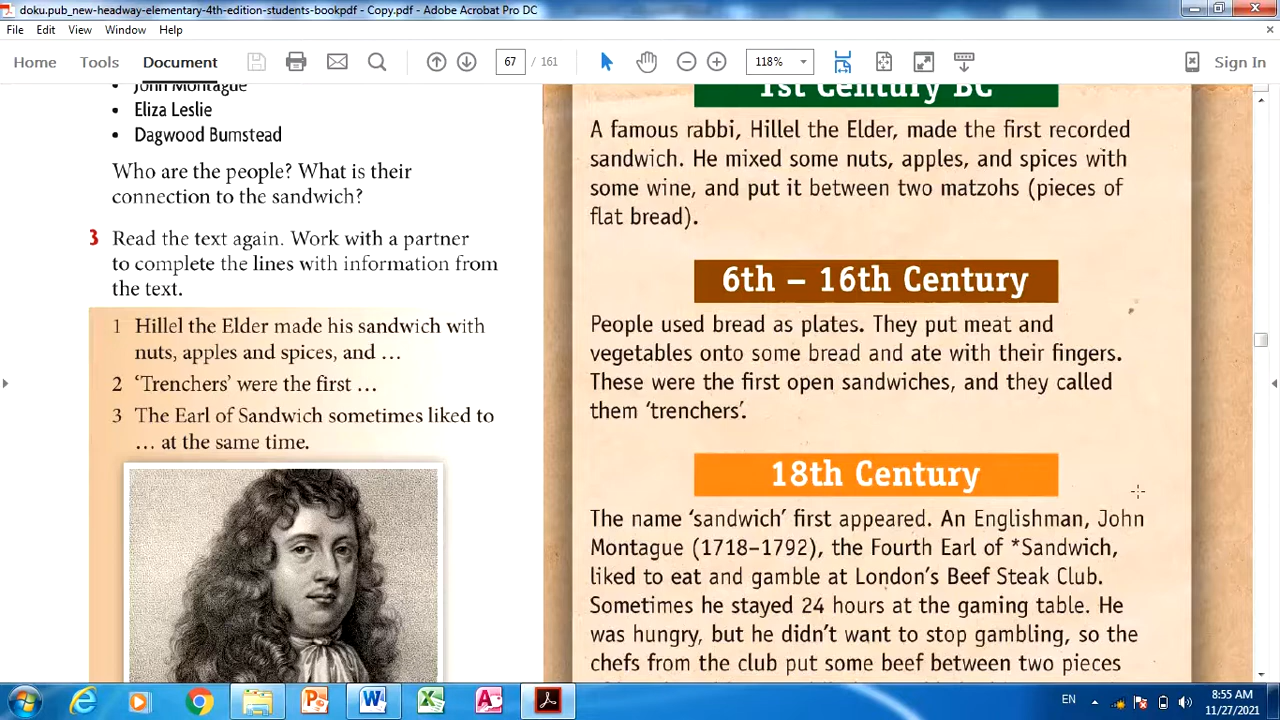 doku.pub_new-headway-elementary-4th-edition-students-bookpdf - Copy.pdf - Adobe Acrobat Pro DC
File Edit View Window Help
Home Tools Document 67 / 161 118% Sign In
• John Montague
• Eliza Leslie
• Dagwood Bumstead
Who are the people? What is their
connection to the sandwich?
3 Read the text again. Work with a partner
to complete the lines with information from
the text.
1 Hillel the Elder made his sandwich with
nuts, apples and spices, and …
2 ‘Trenchers’ were the first …
3 The Earl of Sandwich sometimes liked to
… at the same time.
1st Century BC
A famous rabbi, Hillel the Elder, made the first recorded
sandwich. He mixed some nuts, apples, and spices with
some wine, and put it between two matzohs (pieces of
flat bread).
6th – 16th Century
People used bread as plates. They put meat and
vegetables onto some bread and ate with their fingers.
These were the first open sandwiches, and they called
them ‘trenchers’.
18th Century
The name ‘sandwich’ first appeared. An Englishman, John
Montague (1718–1792), the Fourth Earl of *Sandwich,
liked to eat and gamble at London’s Beef Steak Club.
Sometimes he stayed 24 hours at the gaming table. He
was hungry, but he didn’t want to stop gambling, so the
chefs from the club put some beef between two pieces
EN 8:55 AM
11/27/2021